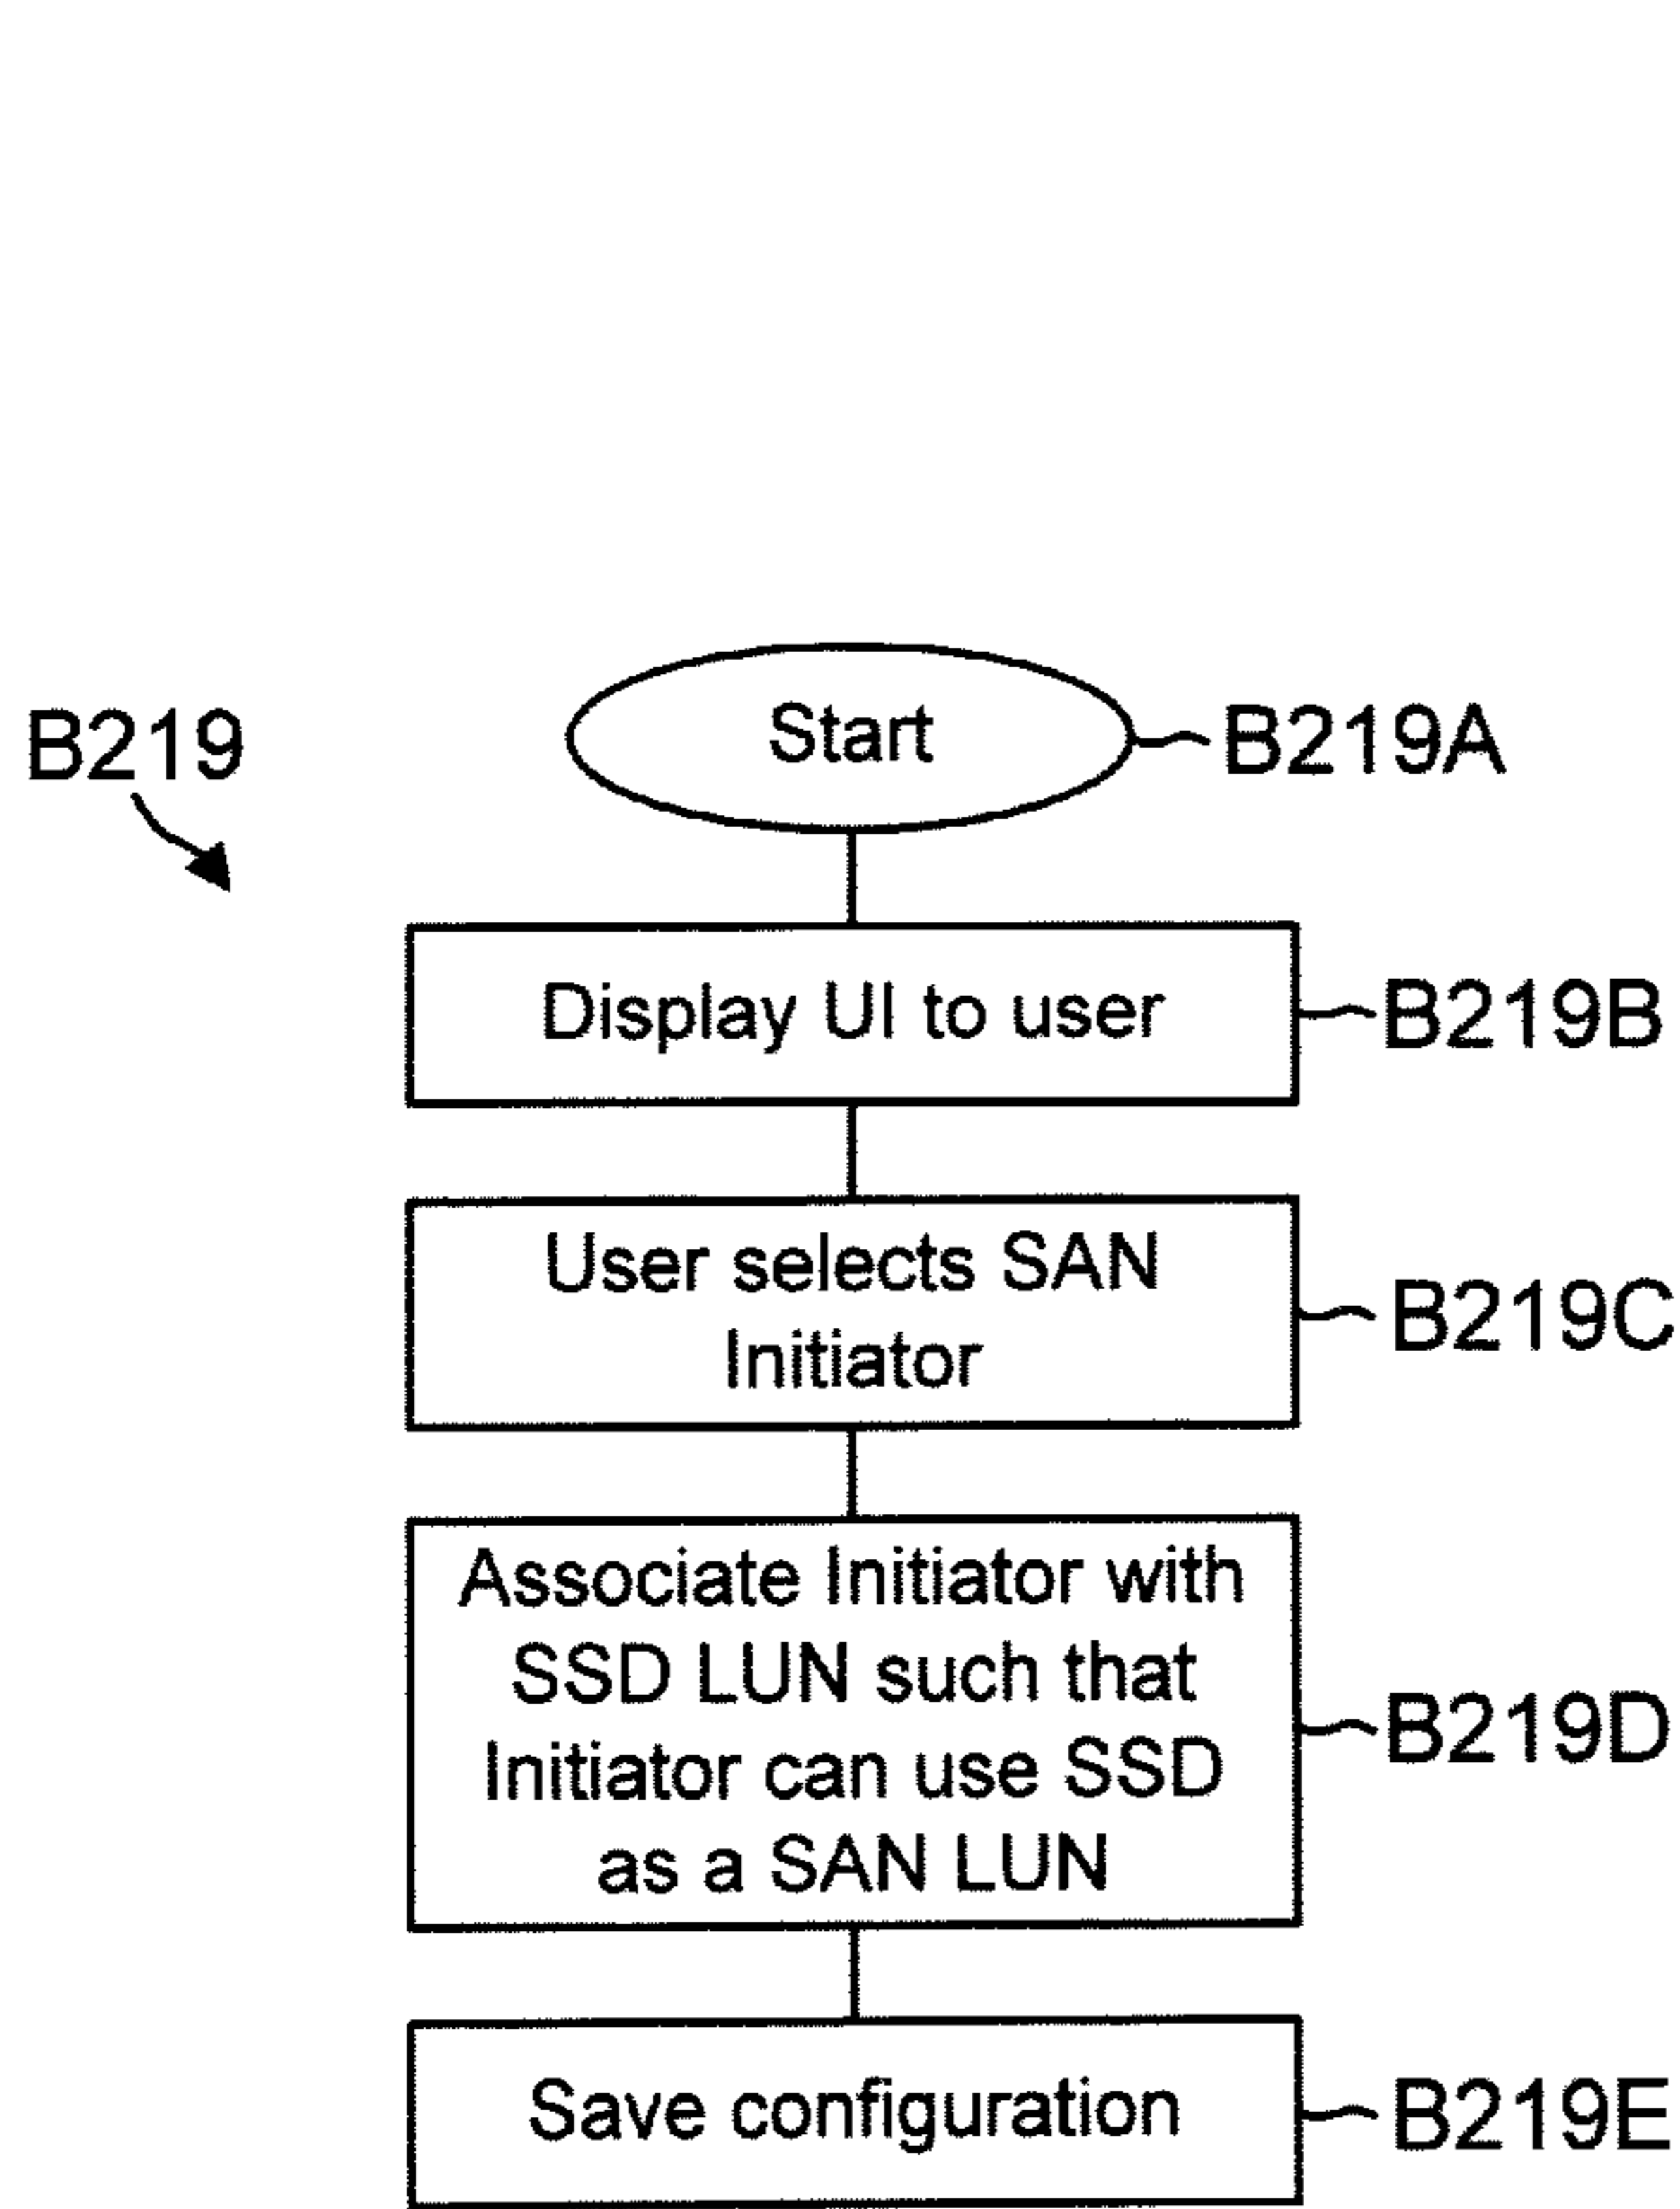 B219
Start
B219A
Display UI to user
B219B
User selects SAN
Initiator
B219C
Associate Initiator with
SSD LUN such that
Initiator can use SSD
as a SAN LUN
B219D
Save configuration
B219E